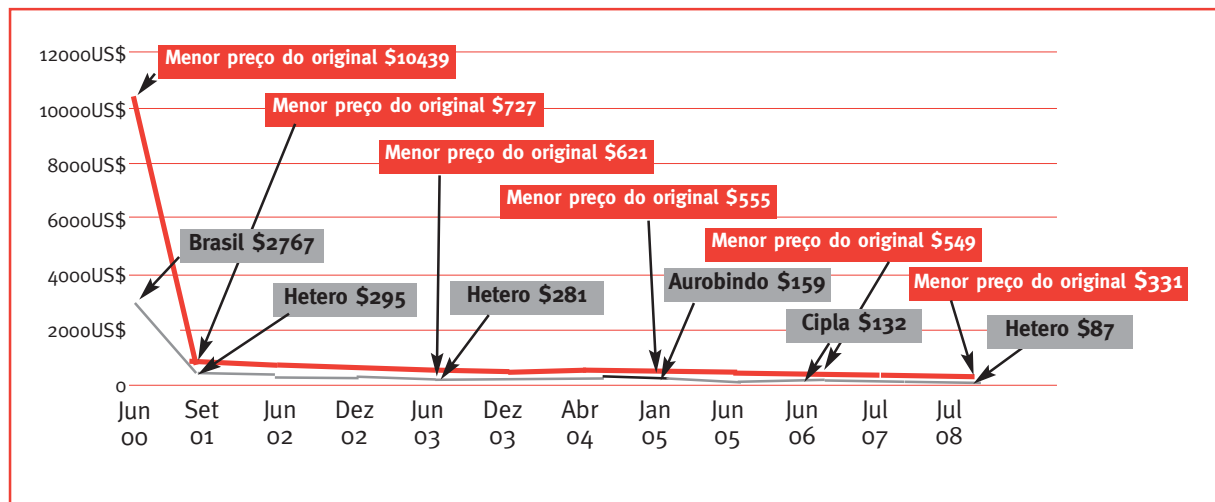 12000US$
Menor preço do original $10439
10000US$
Menor preço do original $727
8000US$
Menor preço do original $621
Menor preço do original $555
6000US$
Brasil $2767
Menor preço do original $549
4000US$
Hetero $295
Hetero $281
Aurobindo $159
Menor preço do original $331
2000US$
Cipla $132
Hetero $87
0
Jun Set Jun Dez Jun Dez Abr Jan Jun Jun Jul Jul
00 01 02 02 03 03 04 05 05 06 07 08